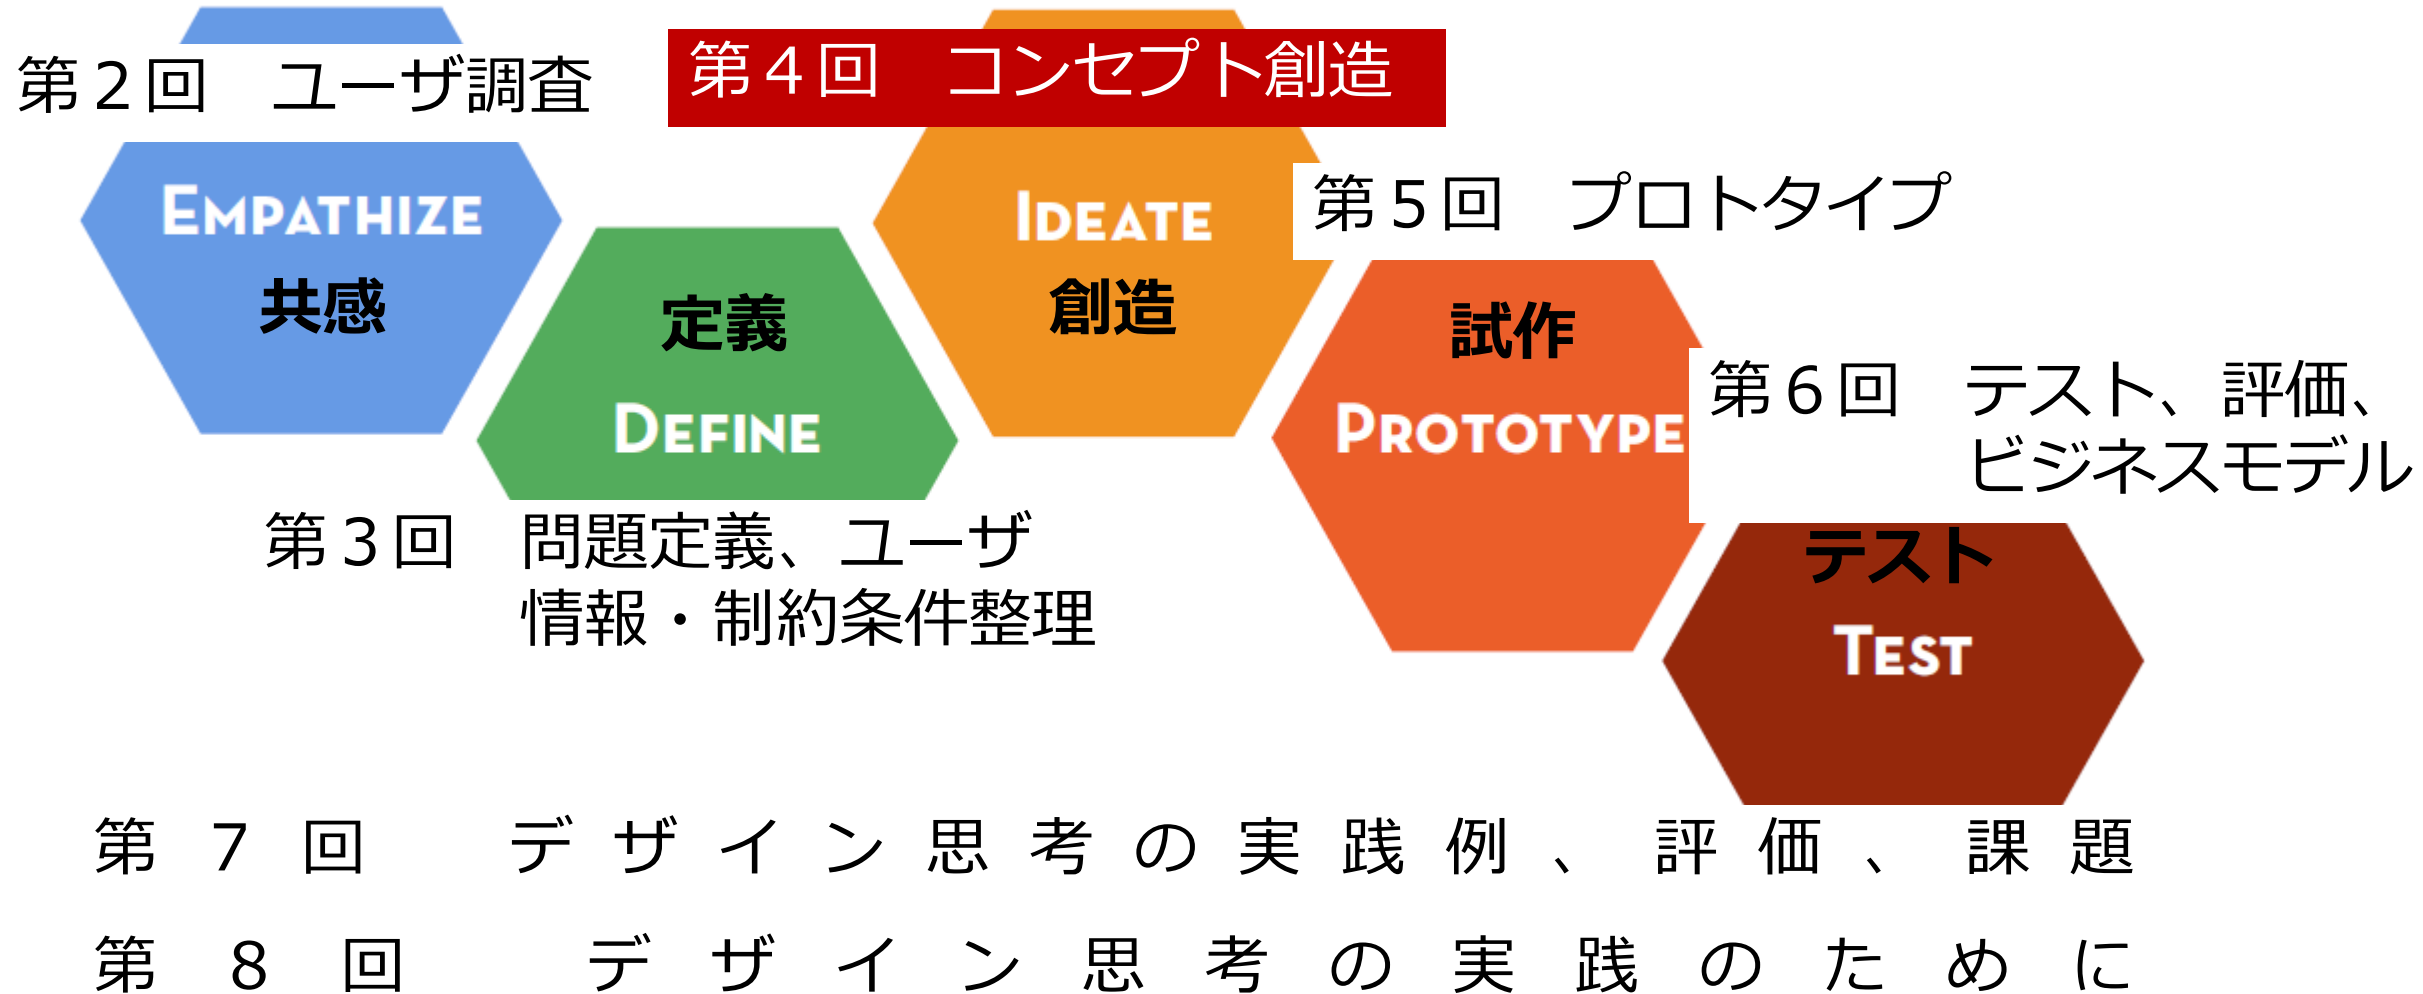 第２回　ユーザ調査
第４回　コンセプト創造
EMPATHIZE
共感
IDEATE
創造
第５回　プロトタイプ
定義
DEFINE
試作
PROTOTYPE
第６回　テスト、評価、
ビジネスモデル
第３回　問題定義、ユーザ
情報・制約条件整理
テスト
TEST
第７回　デザイン思考の実践例、評価、課題
第８回　デザイン思考の実践のために